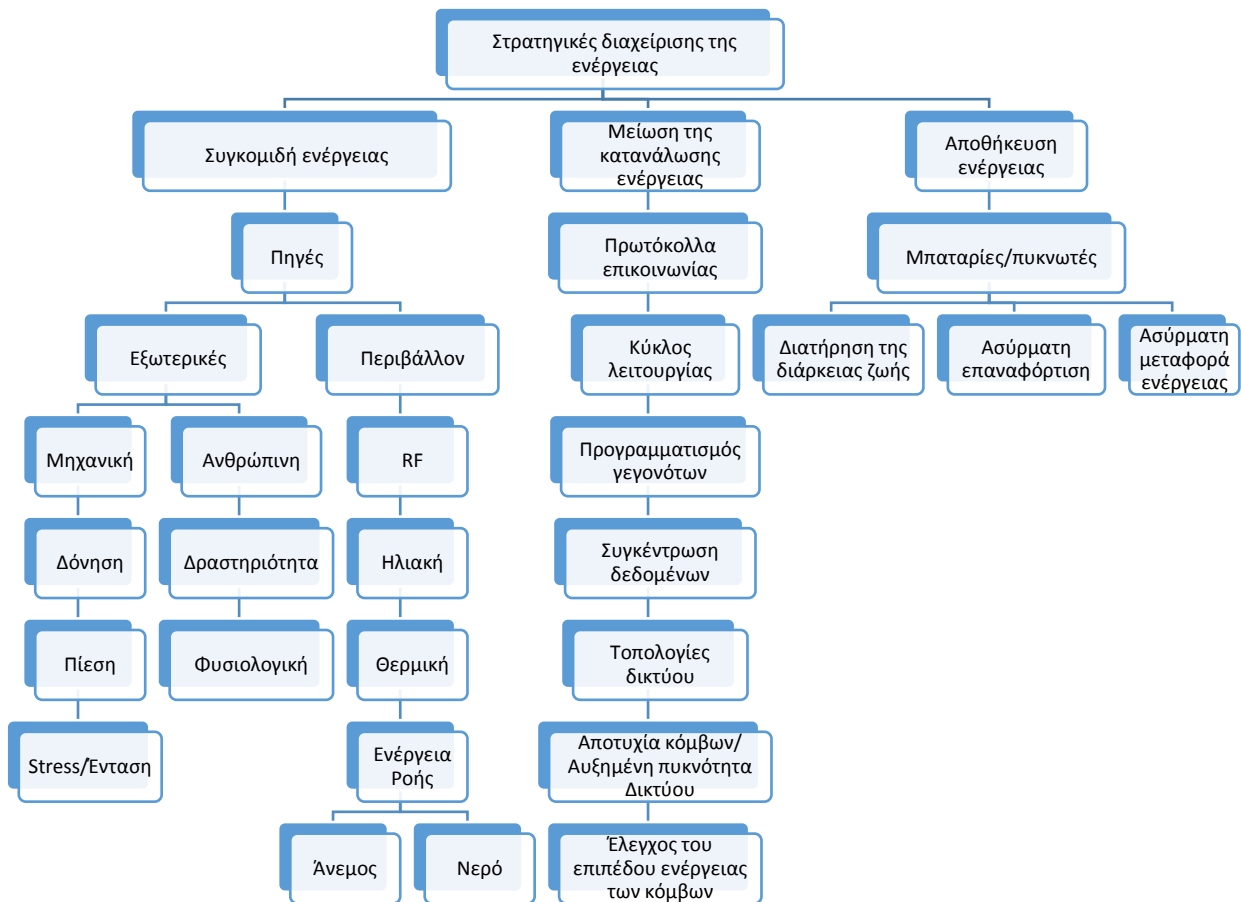 Στρατηγικές διαχείρισης της
ενέργειας
Συγκομιδή ενέργειας
Μείωση της
κατανάλωσης
ενέργειας
Αποθήκευση
ενέργειας
Πηγές
Πρωτόκολλα
επικοινωνίας
Μπαταρίες/πυκνωτές
Εξωτερικές
Περιβάλλον
Κύκλος
λειτουργίας
Διατήρηση της
διάρκειας ζωής
Ασύρματη
επαναφόρτιση
Ασύρματη
μεταφορά
ενέργειας
Μηχανική
Ανθρώπινη
RF
Προγραμματισμός
γεγονότων
Δόνηση
Δραστηριότητα
Ηλιακή
Συγκέντρωση
δεδομένων
Πίεση
Φυσιολογική
Θερμική
Τοπολογίες
δικτύου
Stress/Ένταση
Ενέργεια
Ροής
Αποτυχία κόμβων/
Αυξημένη πυκνότητα
Δικτύου
Άνεμος
Νερό
Έλεγχος του
επιπέδου ενέργειας
των κόμβων